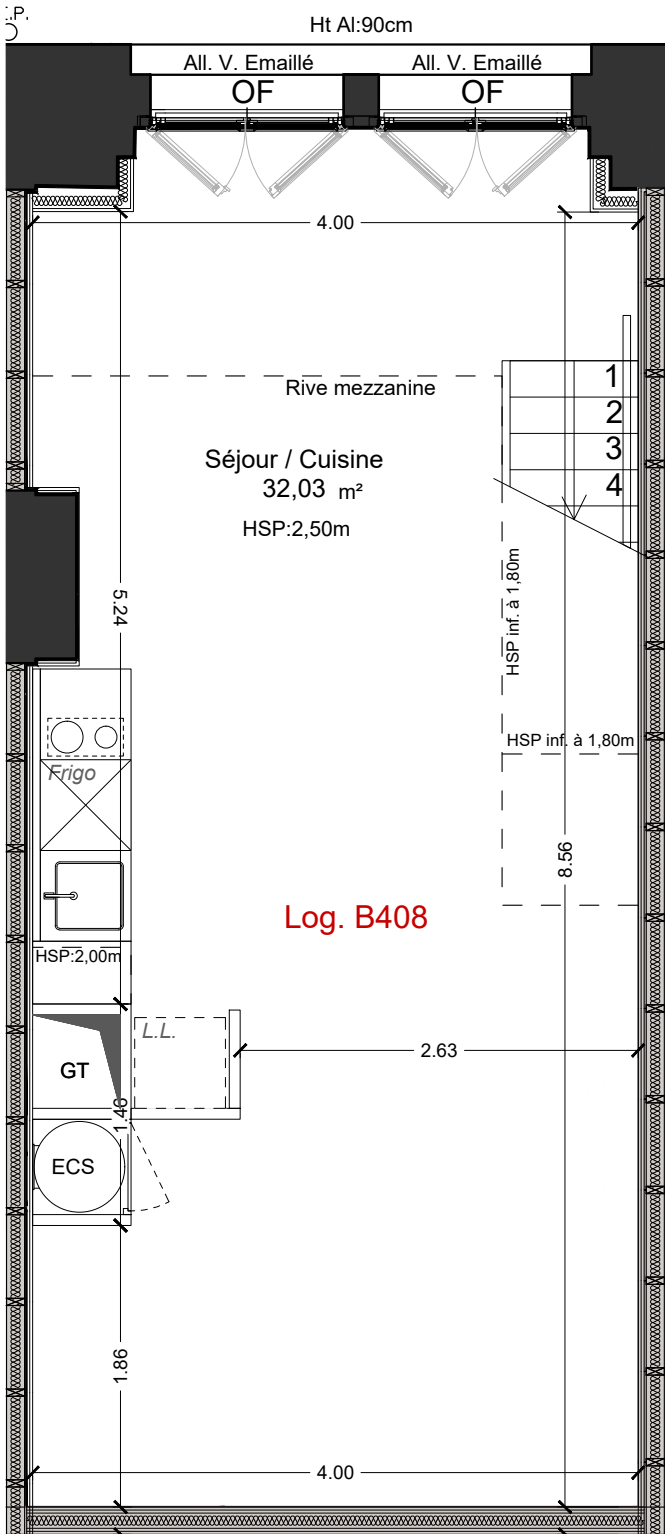 Ht Al:90cm
All. V. Emaillé
All. V. Emaillé
OF
OF
4.00
1
2
3
4
Rive mezzanine
Séjour / Cuisine
32,03 m²
HSP:2,50m
5.24
HSP inf. à 1,80m
HSP inf. à 1,80m
Frigo
8.56
Log. B408
HSP:2,00m
L.L.
2.63
GT
1.40
ECS
1.86
4.00